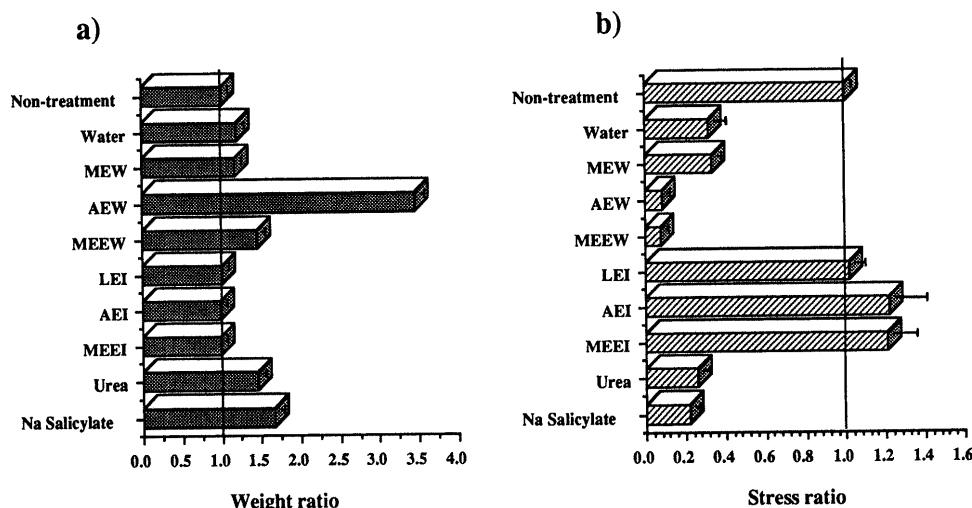 a)
Non-treatment
Water
MEW
AEW
MEEW
LEI
AEI
MEEI
Urea
Na Salicylate
0.0 0.5 1.0 1.5 2.0 2.5 3.0 3.5 4.0
Weight ratio
b)
Non-treatment
Water
MEW
AEW
MEEW
LEI
AEI
MEEI
Urea
Na Salicylate
0.0 0.2 0.4 0.6 0.8 1.0 1.2 1.4 1.6
Stress ratio